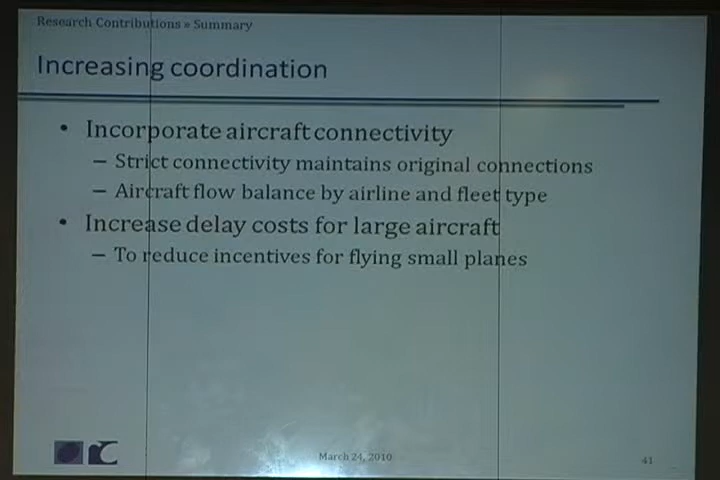 Research Contributions » Summary
Increasing coordination
• Incorporate aircraft connectivity
– Strict connectivity maintains original connections
– Aircraft flow balance by airline and fleet type
• Increase delay costs for large aircraft
– To reduce incentives for flying small planes
March 24, 2010
41